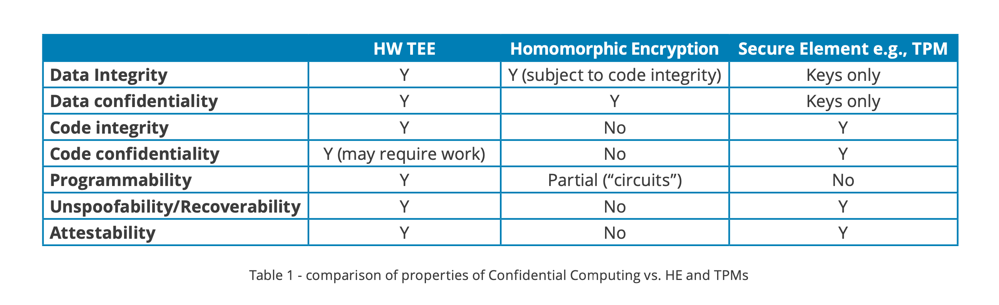 HW TEE Homomorphic Encryption Secure Element e.g., TPM
Data Integrity Y Y (subject to code integrity) Keys only
Data confidentiality Y Y Keys only
Code integrity Y No Y
Code confidentiality Y (may require work) No Y
Programmability Y Partial (“circuits”) No
Unspoofability/Recoverability Y No Y
Attestability Y No Y
Table 1 - comparison of properties of Confidential Computing vs. HE and TPMs